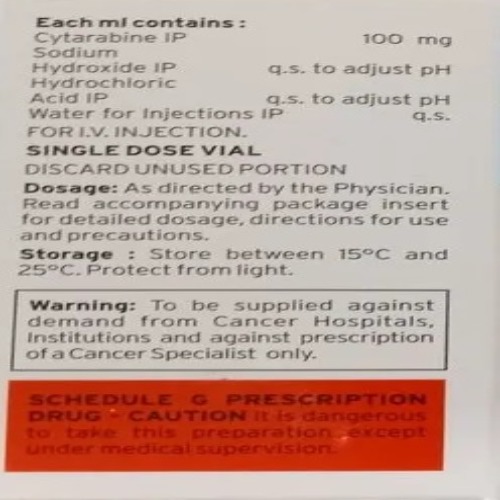 Each ml contains :
Cytarabine IP 100 mg
Sodium
Hydroxide IP q.s. to adjust pH
Hydrochloric
Acid IP q.s. to adjust pH
Water for Injections IP q.s.
FOR I.V. INJECTION.
SINGLE DOSE VIAL
DISCARD UNUSED PORTION
Dosage: As directed by the Physician.
Read accompanying package insert
for detailed dosage, directions for use
and precautions.
Storage : Store between 15°C and
25°C. Protect from light.
Warning: To be supplied against
demand from Cancer Hospitals,
Institutions and against prescription
of a Cancer Specialist only.
SCHEDULE G PRESCRIPTION
DRUG - CAUTION It is dangerous
to take this preparation except
under medical supervision.